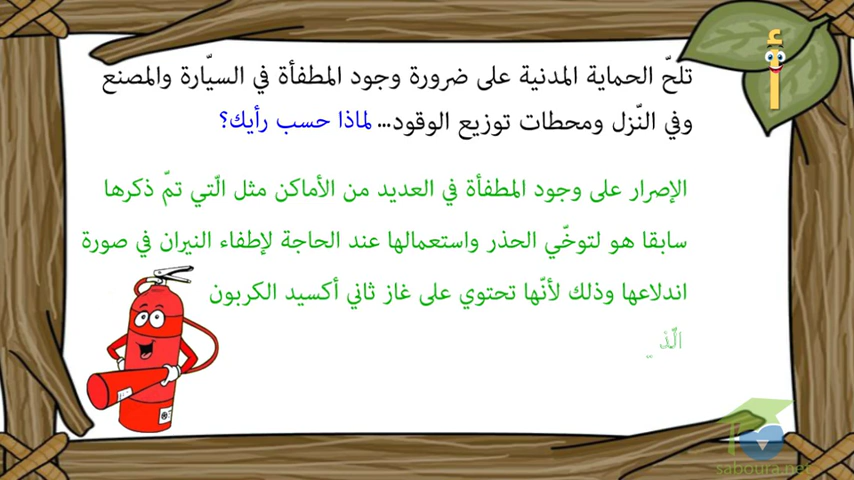 أ
تلحّ الحماية المدنية على ضرورة وجود المطفأة في السيّارة والمصنع
وفي النّزل ومحطات توزيع الوقود... لماذا حسب رأيك؟
الإصرار على وجود المطفأة في العديد من الأماكن مثل الّتي تمّ ذكرها
سابقا هو لتوخّي الحذر واستعمالها عند الحاجة لإطفاء النيران في صورة
اندلاعها وذلك لأنّها تحتوي على غاز ثاني أكسيد الكربون
saboura.net